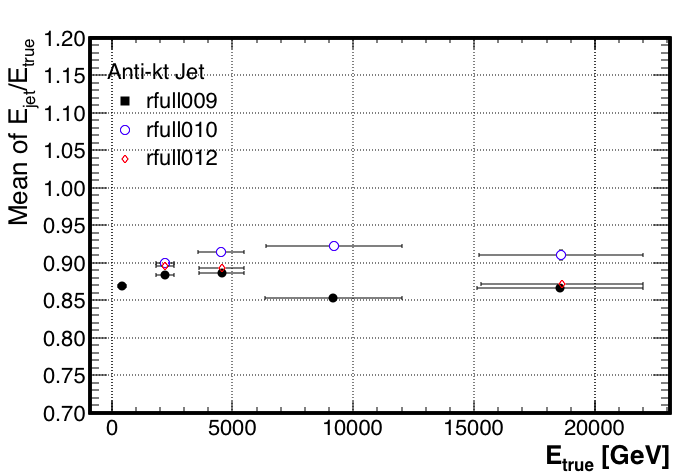 Mean of E_jet/E_true
1.20
1.15
1.10
1.05
1.00
0.95
0.90
0.85
0.80
0.75
0.70
Anti-kt Jet
rfull009
rfull010
rfull012
0 5000 10000 15000 20000
E_true [GeV]